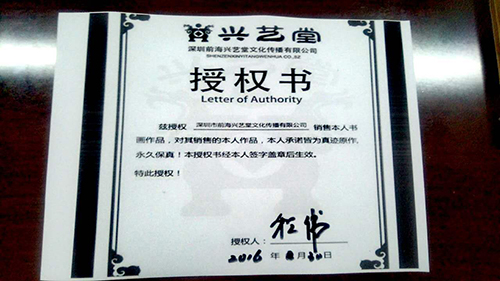 兴艺堂
深圳前海兴艺堂文化传播有限公司
SHENZENXINYITANGWENHUA.CO.,SZ
授权书
Letter of Authority
兹授权 深圳市前海兴艺堂文化传播有限公司 销售本人书
画作品，对其销售的本人作品，本人承诺皆为真迹原作，
永久保真！本授权书经本人签字盖章后生效。
特此授权！
授权人：
2016 年 月 30 日